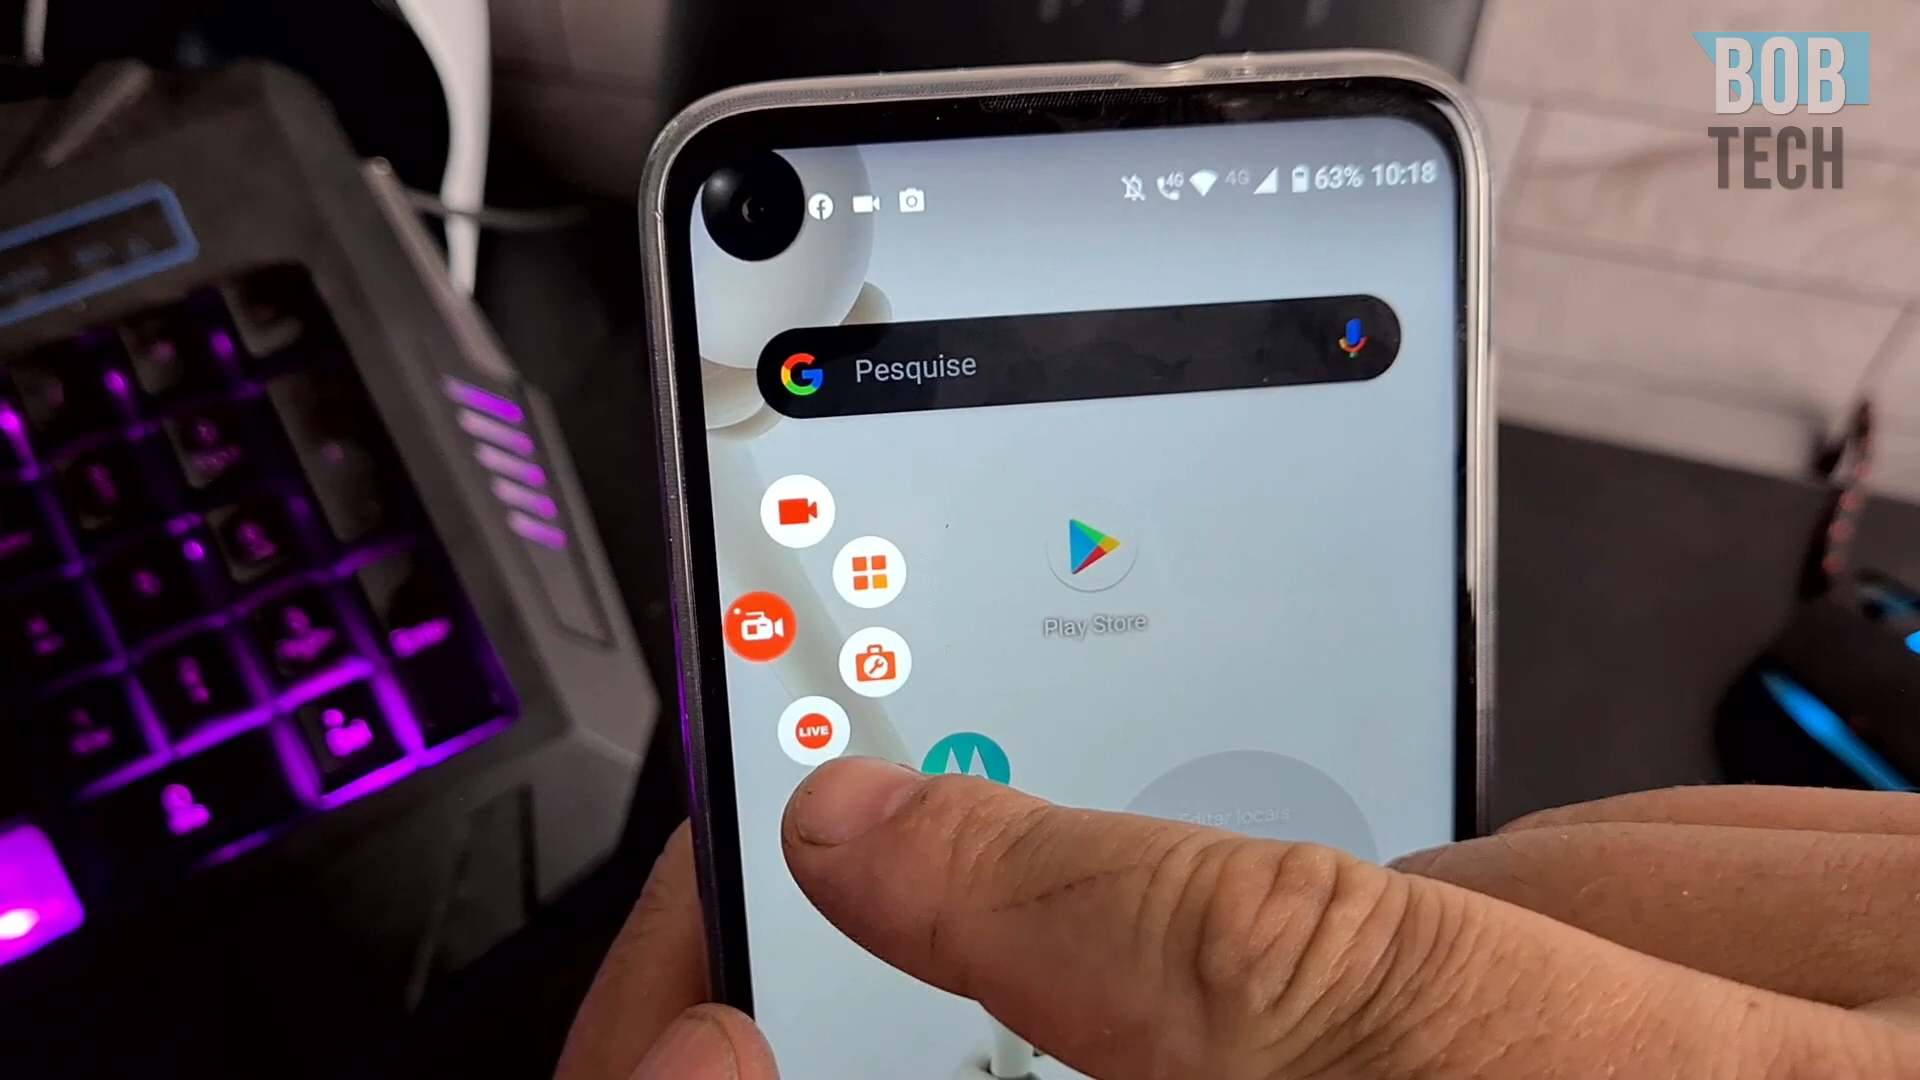 BOB
TECH
4G
4G
63% 10:18
G Pesquise
Play Store
LIVE
Editar locais